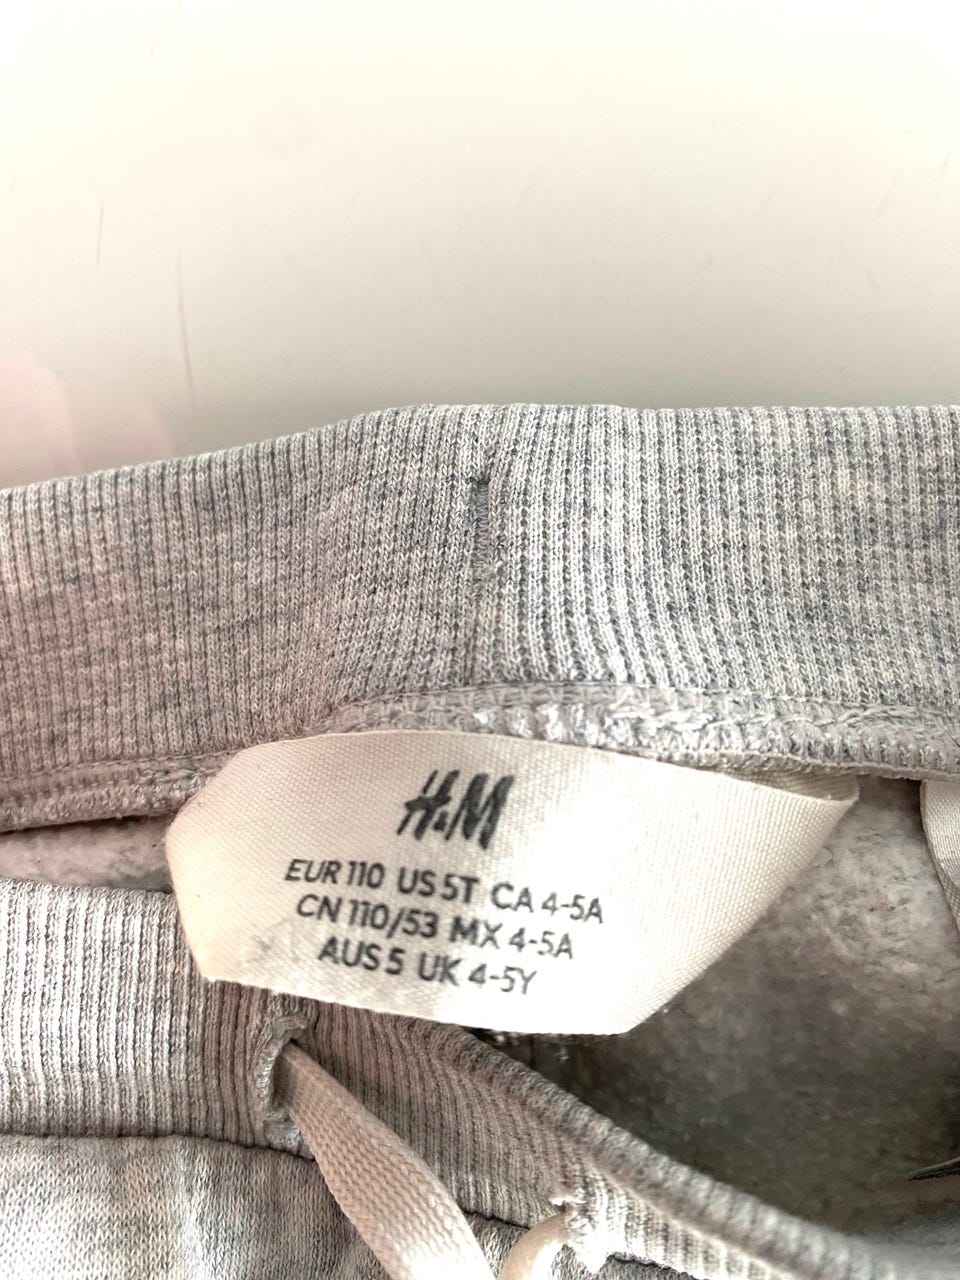 H&M
EUR 110 US 5T CA 4-5A
CN 110/53 MX 4-5A
AUS 5 UK 4-5Y